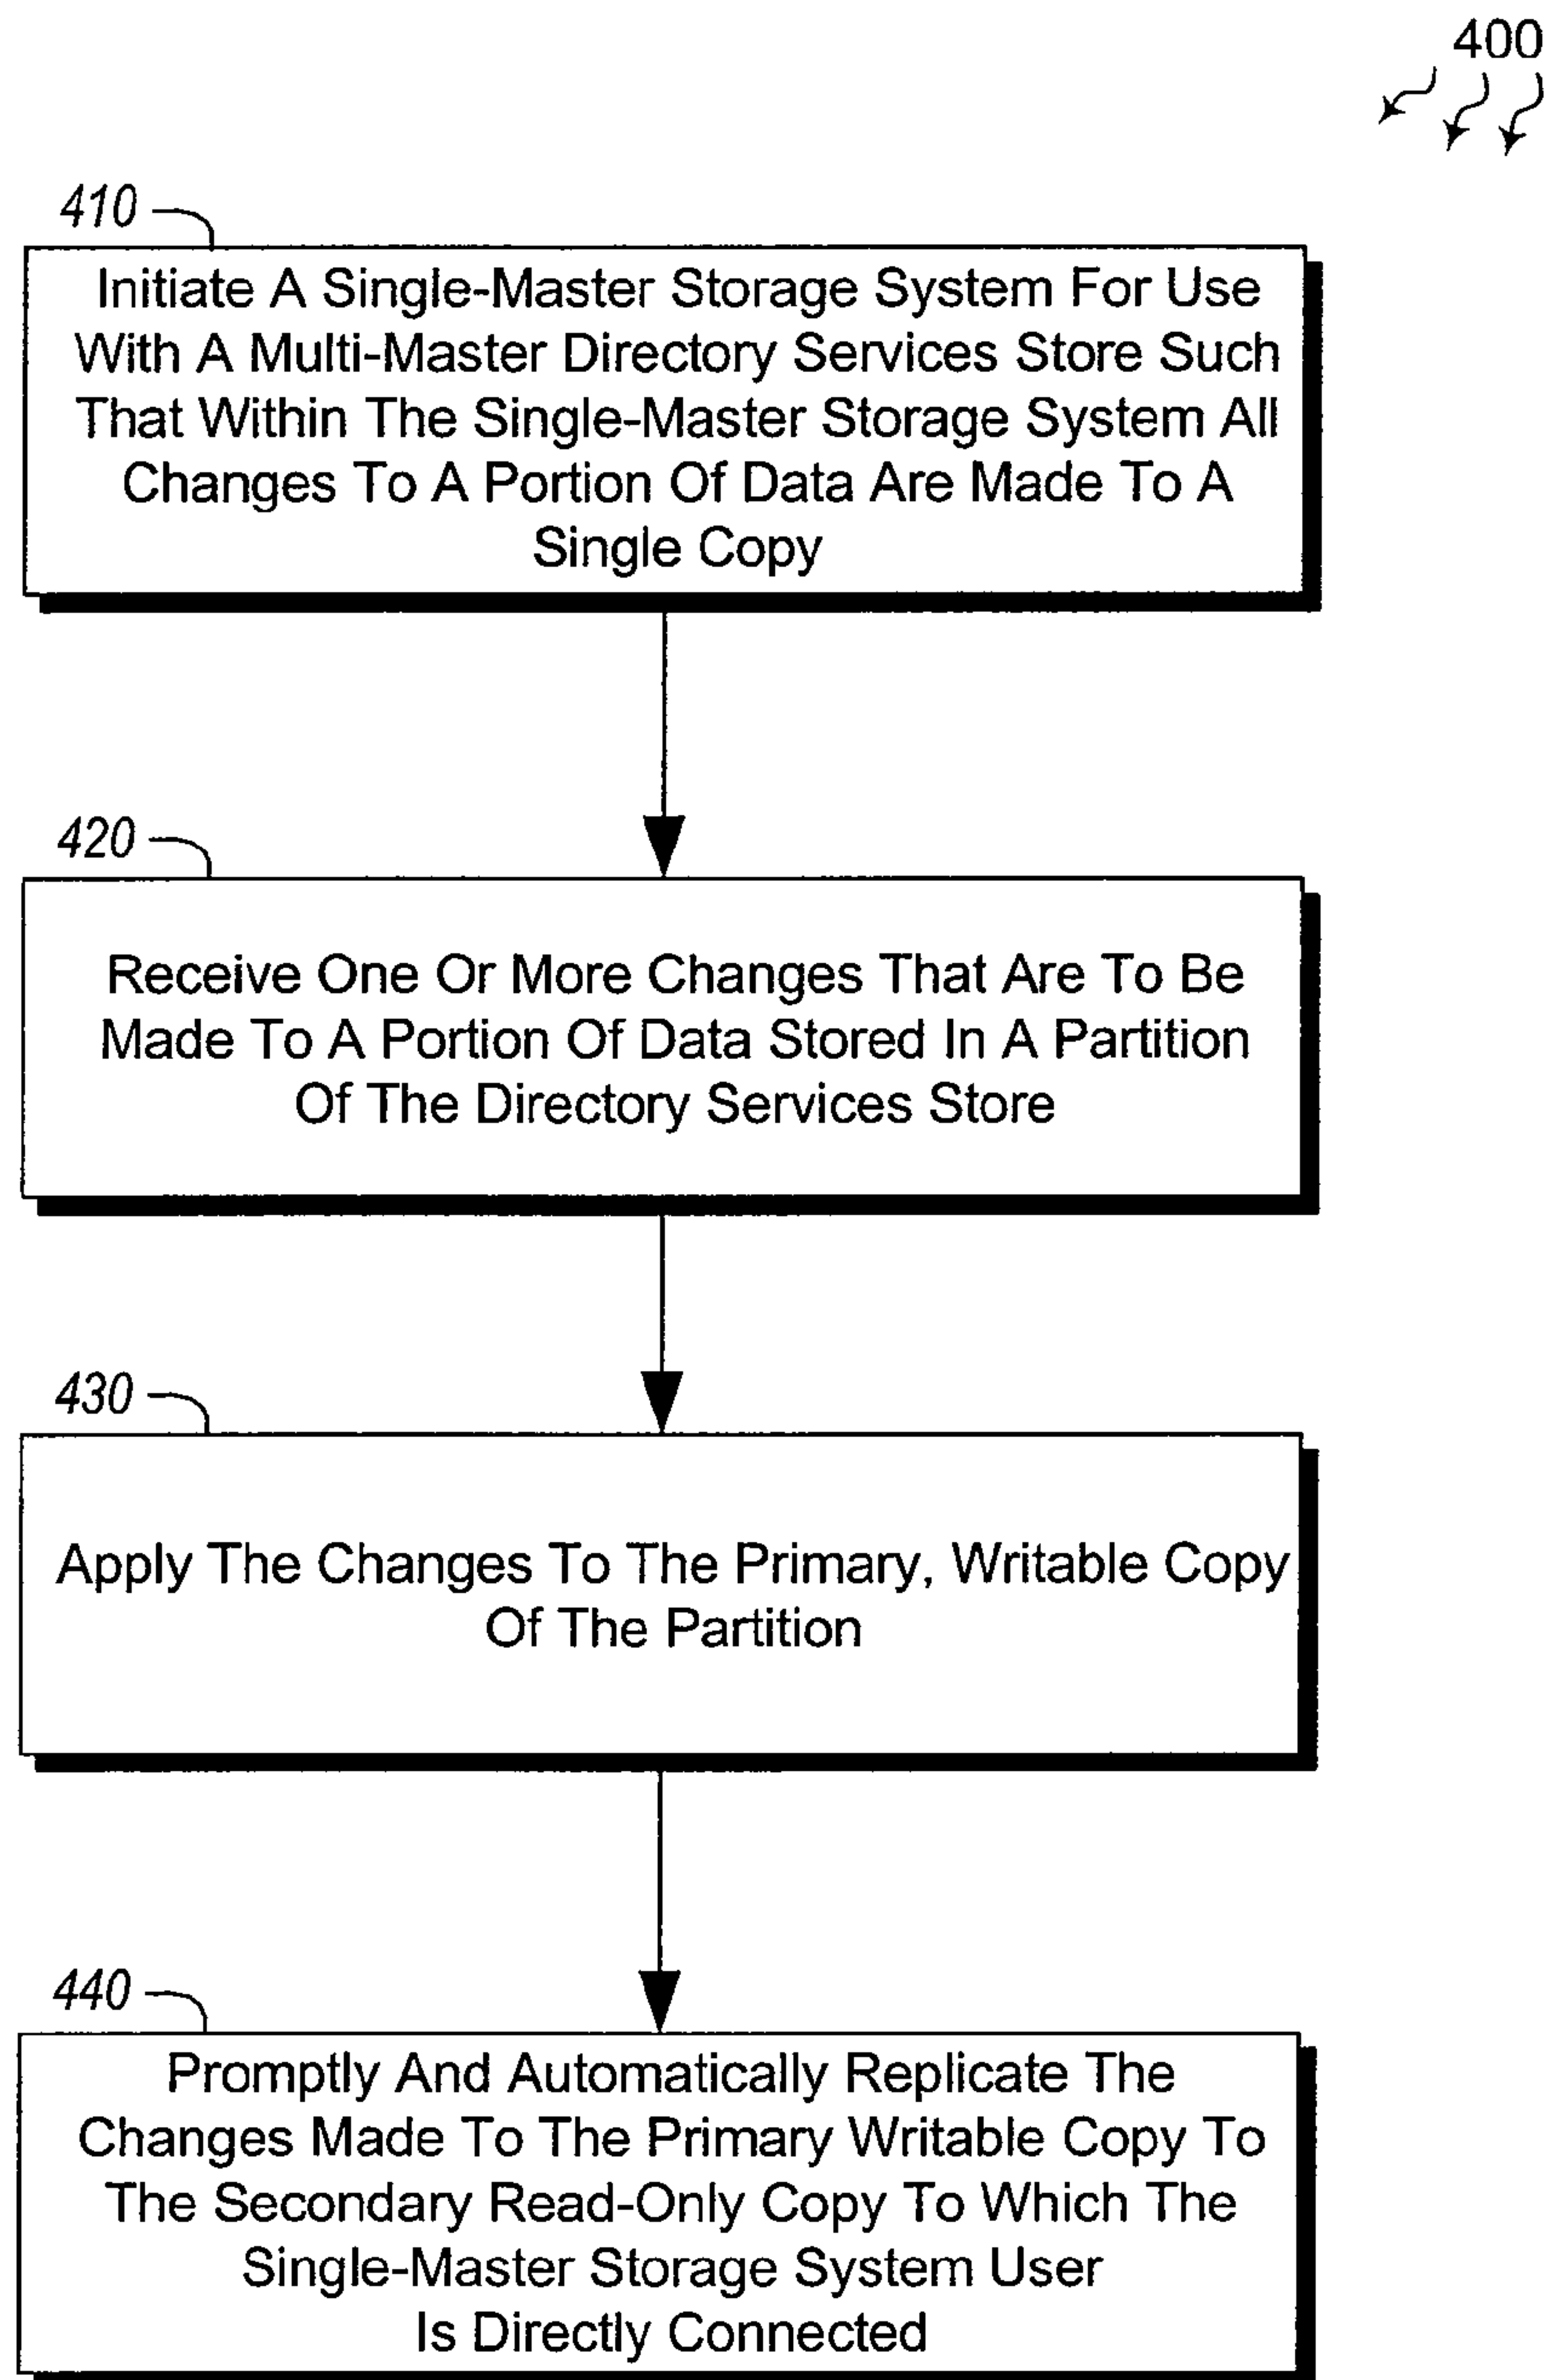 400
410
Initiate A Single-Master Storage System For Use
With A Multi-Master Directory Services Store Such
That Within The Single-Master Storage System All
Changes To A Portion Of Data Are Made To A
Single Copy
420
Receive One Or More Changes That Are To Be
Made To A Portion Of Data Stored In A Partition
Of The Directory Services Store
430
Apply The Changes To The Primary, Writable Copy
Of The Partition
440
Promptly And Automatically Replicate The
Changes Made To The Primary Writable Copy To
The Secondary Read-Only Copy To Which The
Single-Master Storage System User
Is Directly Connected